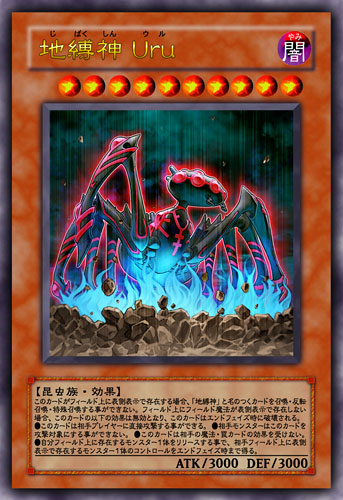 じ ばく しん ウル
地縛神 Uru
やみ
闇
【昆虫族・効果】
このカードがフィールド上に表側表示で存在する場合、「地縛神」と名のつくカードを召喚・反転
召喚・特殊召喚する事ができない。フィールド上にフィールド魔法が表側表示で存在しない
場合、このカードの以下の効果は無効となり、このカードはエンドフェイズ時に破壊される。
●このカードは相手プレイヤーに直接攻撃する事ができる。●相手モンスターはこのカードを
攻撃対象にする事ができない。●このカードは相手の魔法・罠カードの効果を受けない。
●自分フィールド上に存在するモンスター1体をリリースする事で、相手フィールド上に表側
表示で存在するモンスター1体のコントロールをエンドフェイズ時まで得る。
ATK/3000 DEF/3000